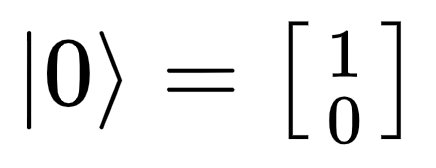 |0⟩ = [1
0]